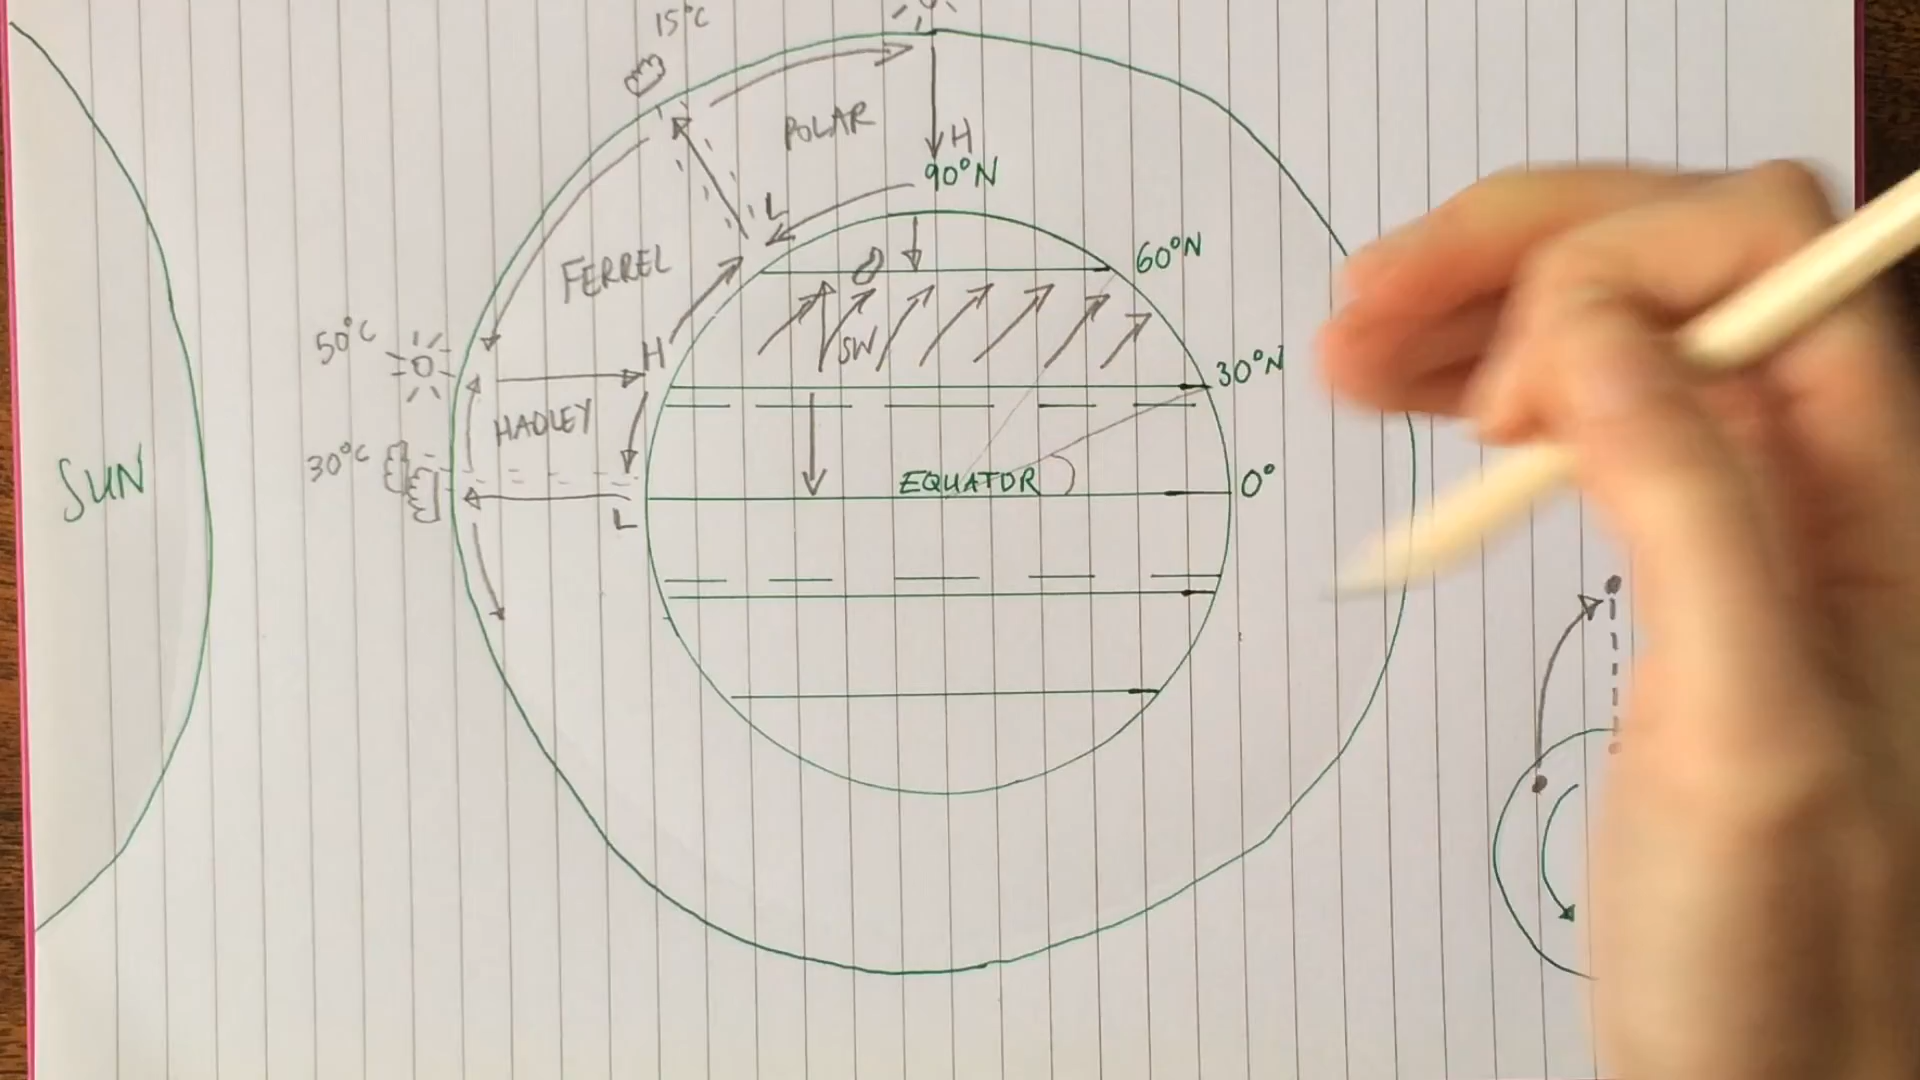 15°C
POLAR
H
90°N
L
60°N
FERREL
50°C
SW
H
30°N
HADLEY
30°C
SUN
EQUATOR
0°
L